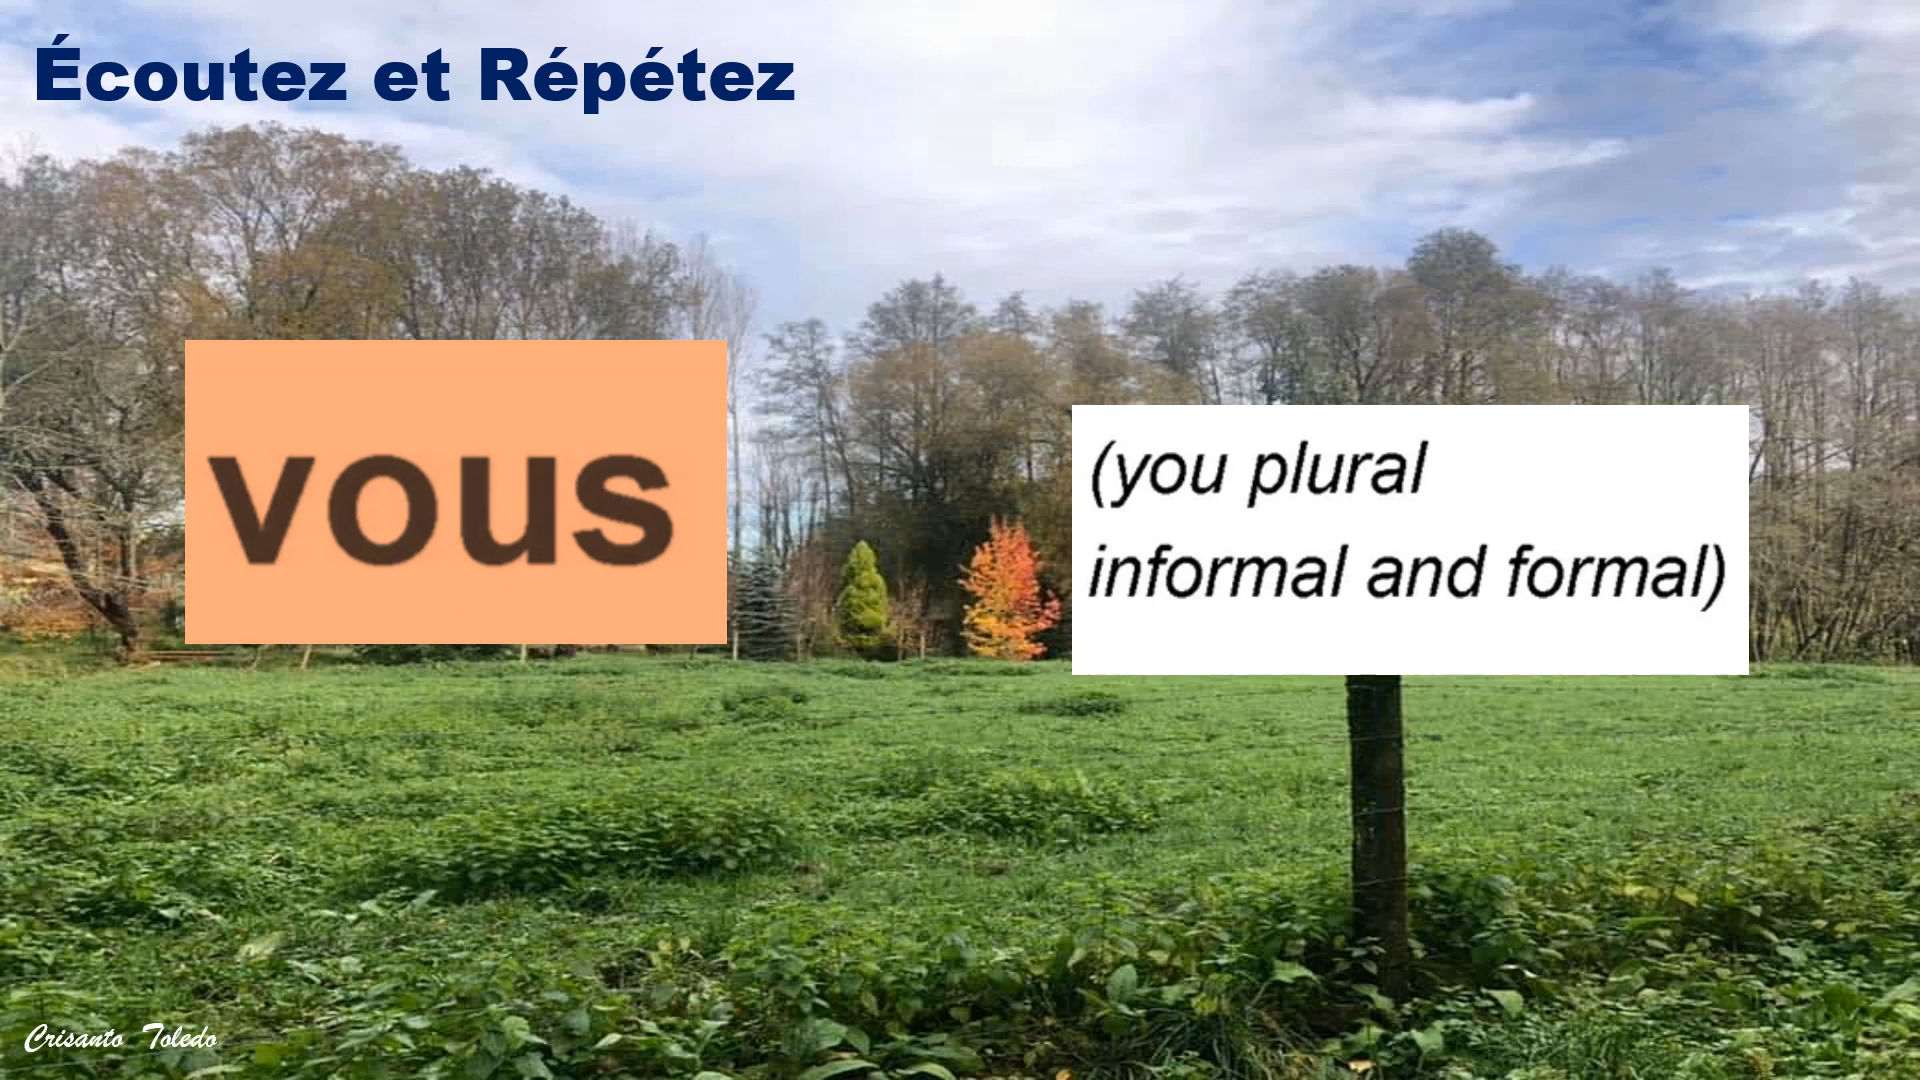 Écoutez et Répétez
vous
(you plural
informal and formal)
Crisanto Toledo